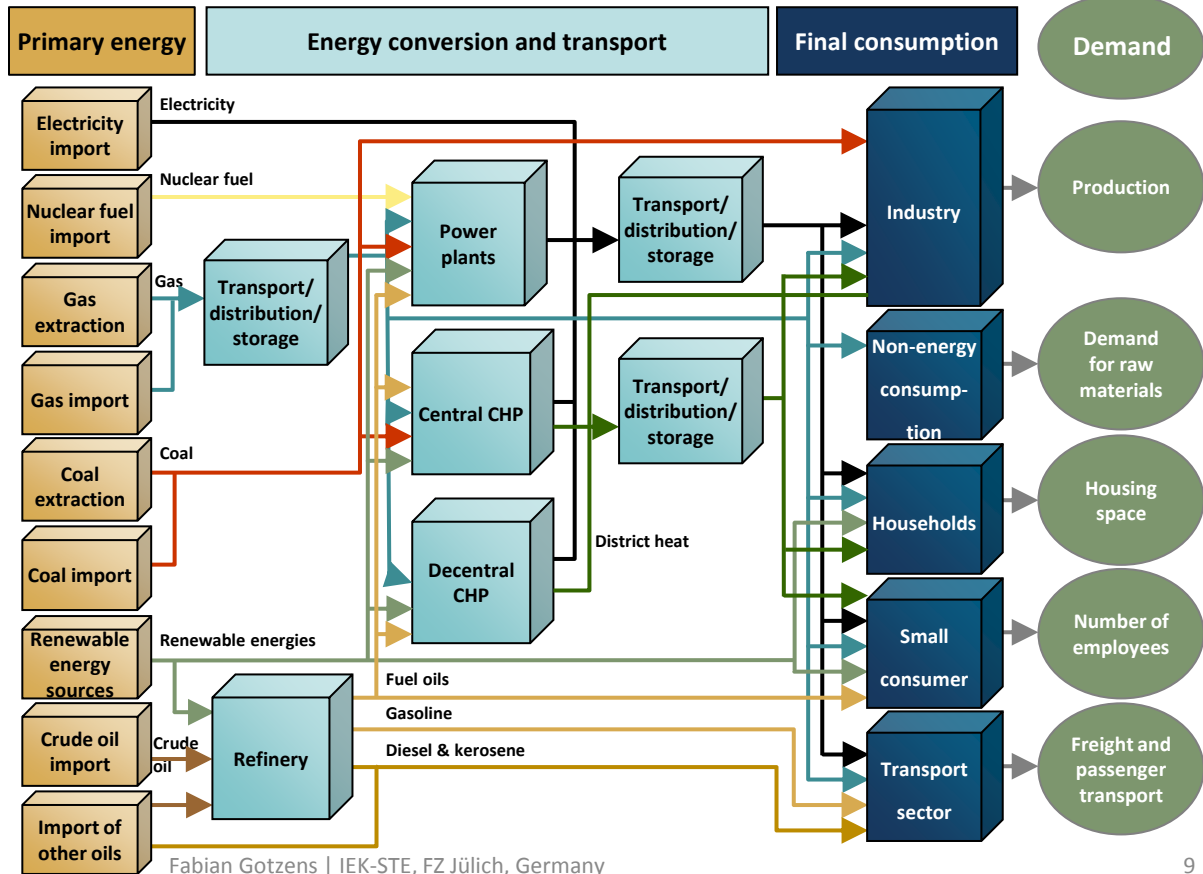 Primary energy
Energy conversion and transport
Final consumption
Demand
Electricity
import
Nuclear fuel
import
Gas
extraction
Gas import
Coal
extraction
Coal import
Renewable
energy
sources
Crude oil
import
Import of
other oils
Electricity
Nuclear fuel
Gas
Coal
Renewable energies
Crude
oil
Transport/
distribution/
storage
Refinery
Power
plants
Central CHP
Decentral
CHP
Fuel oils
Gasoline
Diesel & kerosene
Transport/
distribution/
storage
Transport/
distribution/
storage
District heat
Industry
Non-energy
consump-
tion
Households
Small
consumer
Transport
sector
Production
Demand
for raw
materials
Housing
space
Number of
employees
Freight and
passenger
transport
Fabian Gotzens | IEK-STE, FZ Jülich, Germany
9